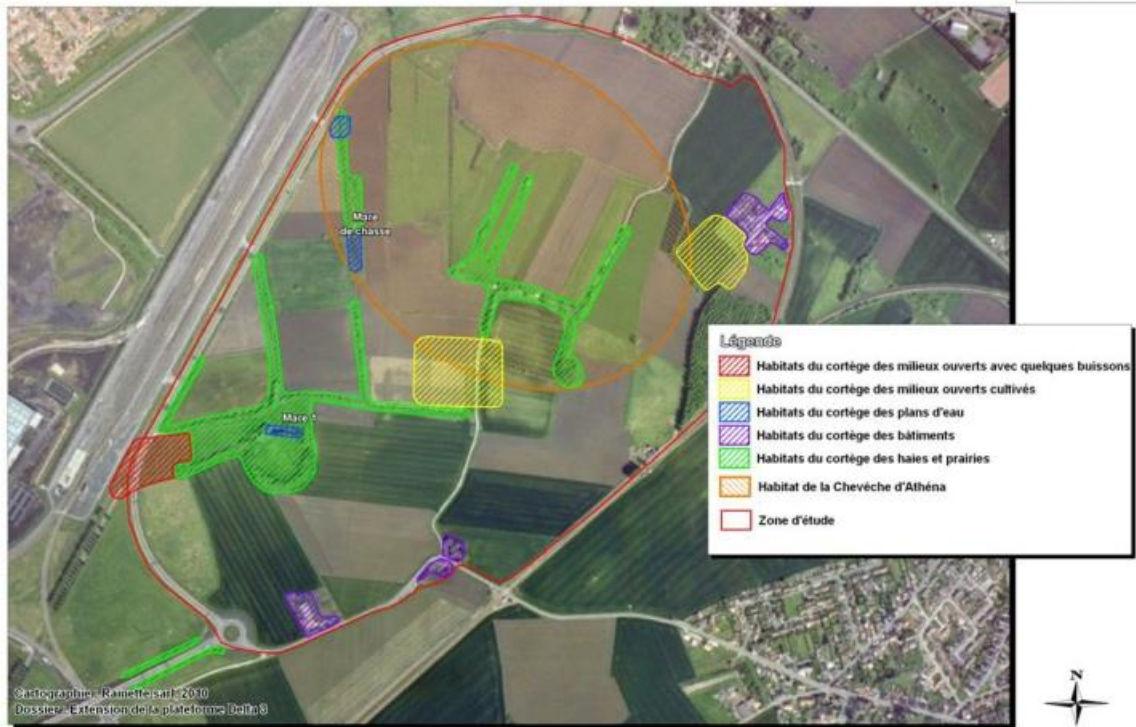 Mare
de chasse
Mare 1
Légende
Habitats du cortège des milieux ouverts avec quelques buissons
Habitats du cortège des milieux ouverts cultivés
Habitats du cortège des plans d'eau
Habitats du cortège des bâtiments
Habitats du cortège des haies et prairies
Habitat de la Chevêche d'Athéna
Zone d'étude
Cartographie : Rainette sarl, 2010
Dossier : Extension de la plateforme Delta 3
N